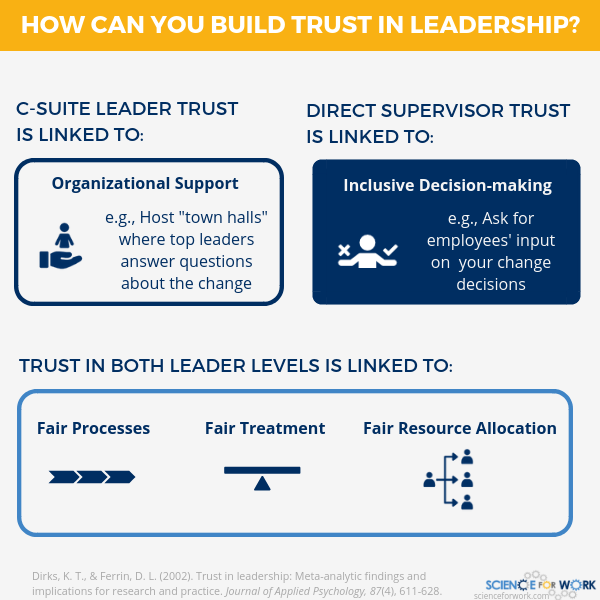 HOW CAN YOU BUILD TRUST IN LEADERSHIP?
C-SUITE LEADER TRUST
IS LINKED TO:
Organizational Support
e.g., Host "town halls"
where top leaders
answer questions
about the change
DIRECT SUPERVISOR TRUST
IS LINKED TO:
Inclusive Decision-making
e.g., Ask for
employees' input
on your change
decisions
TRUST IN BOTH LEADER LEVELS IS LINKED TO:
Fair Processes
Fair Treatment
Fair Resource Allocation
Dirks, K. T., & Ferrin, D. L. (2002). Trust in leadership: Meta-analytic findings and
implications for research and practice. Journal of Applied Psychology, 87(4), 611-628.
SCIENCE FOR WORK
scienceforwork.com